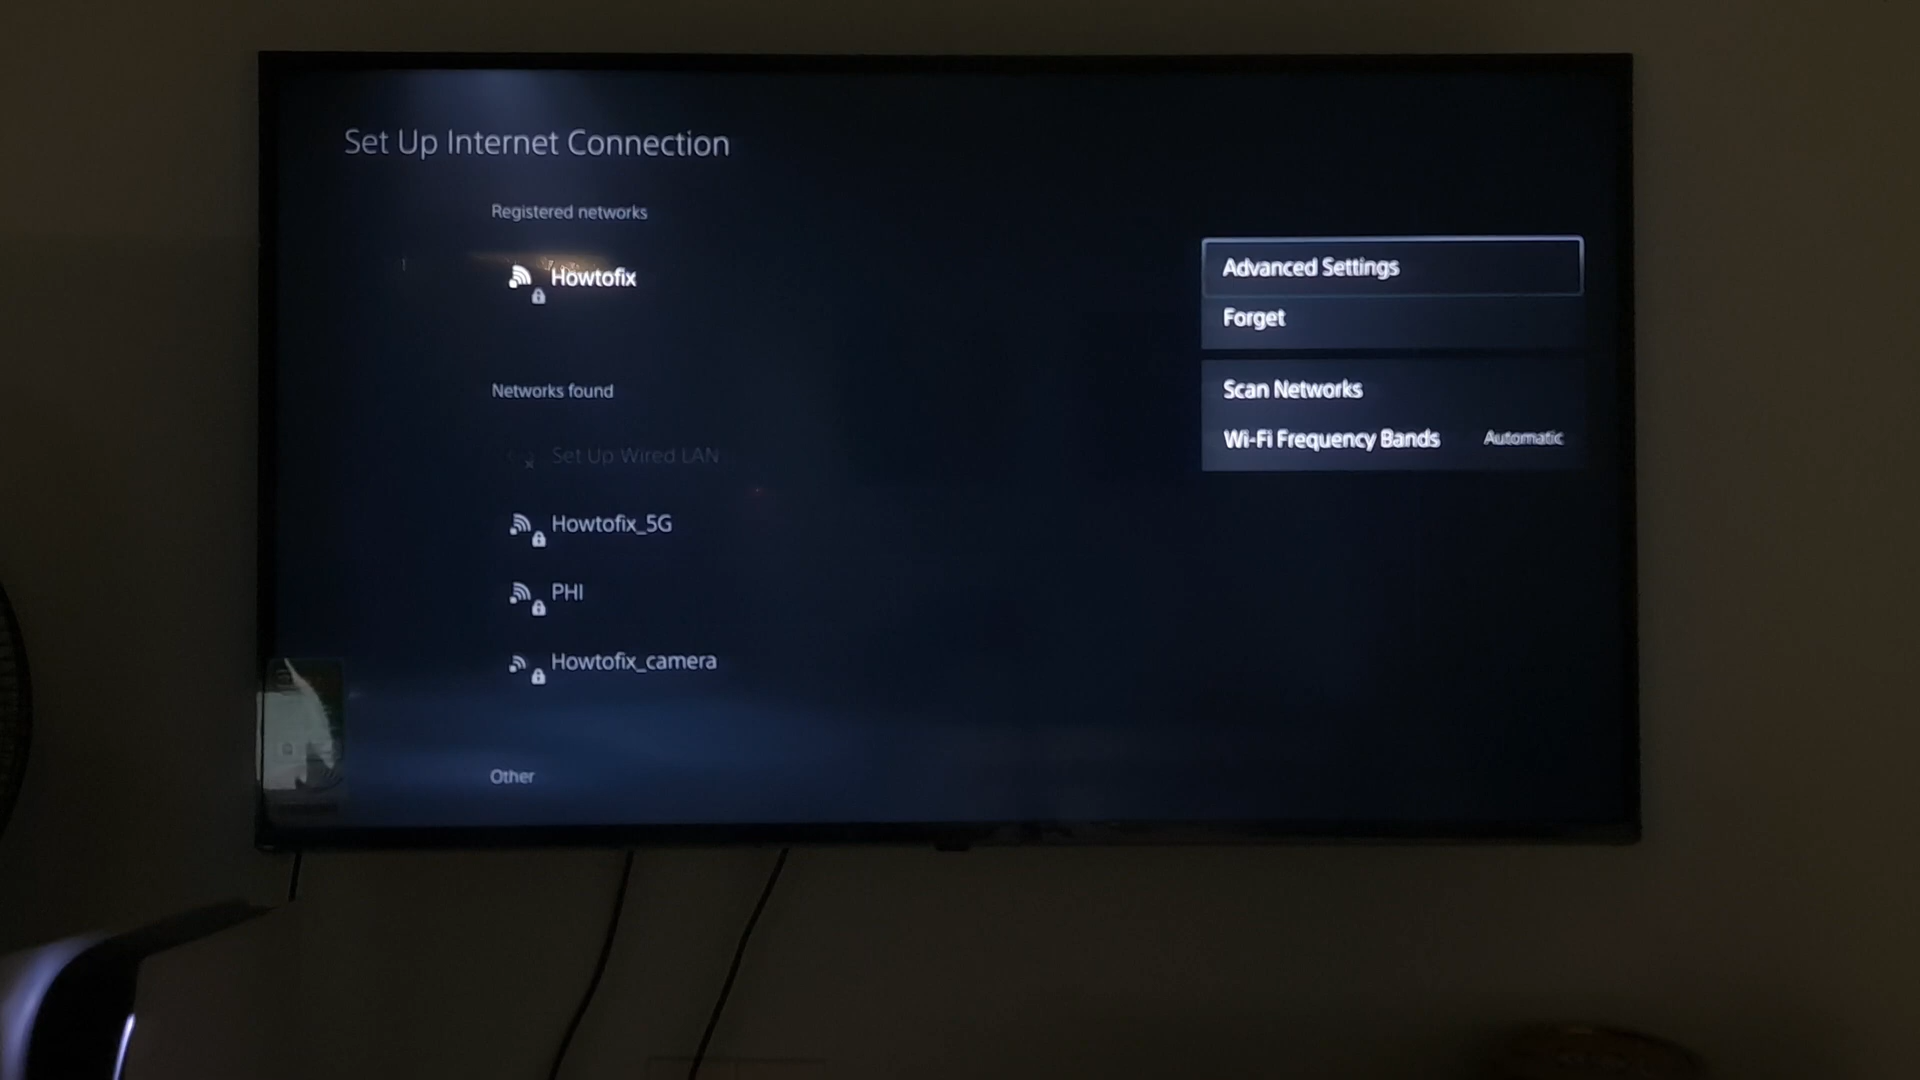 Set Up Internet Connection
Registered networks
Howtofix
Advanced Settings
Forget
Scan Networks
Wi-Fi Frequency Bands Automatic
Networks found
Set Up Wired LAN
Howtofix_5G
PHI
Howtofix_camera
Other